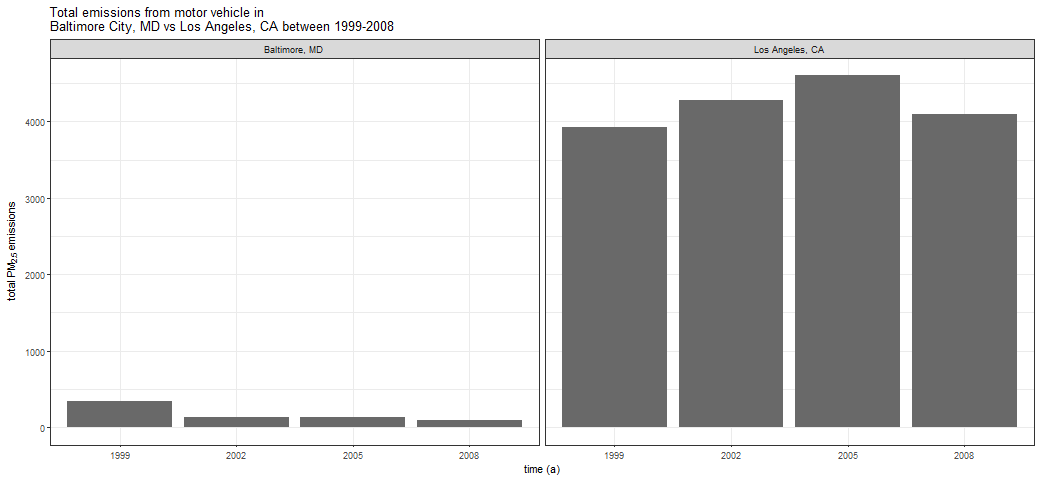 Total emissions from motor vehicle in
Baltimore City, MD vs Los Angeles, CA between 1999-2008
Baltimore, MD
Los Angeles, CA
total PM2.5 emissions
4000
3000
2000
1000
0
1999
2002
2005
2008
1999
2002
2005
2008
time (a)